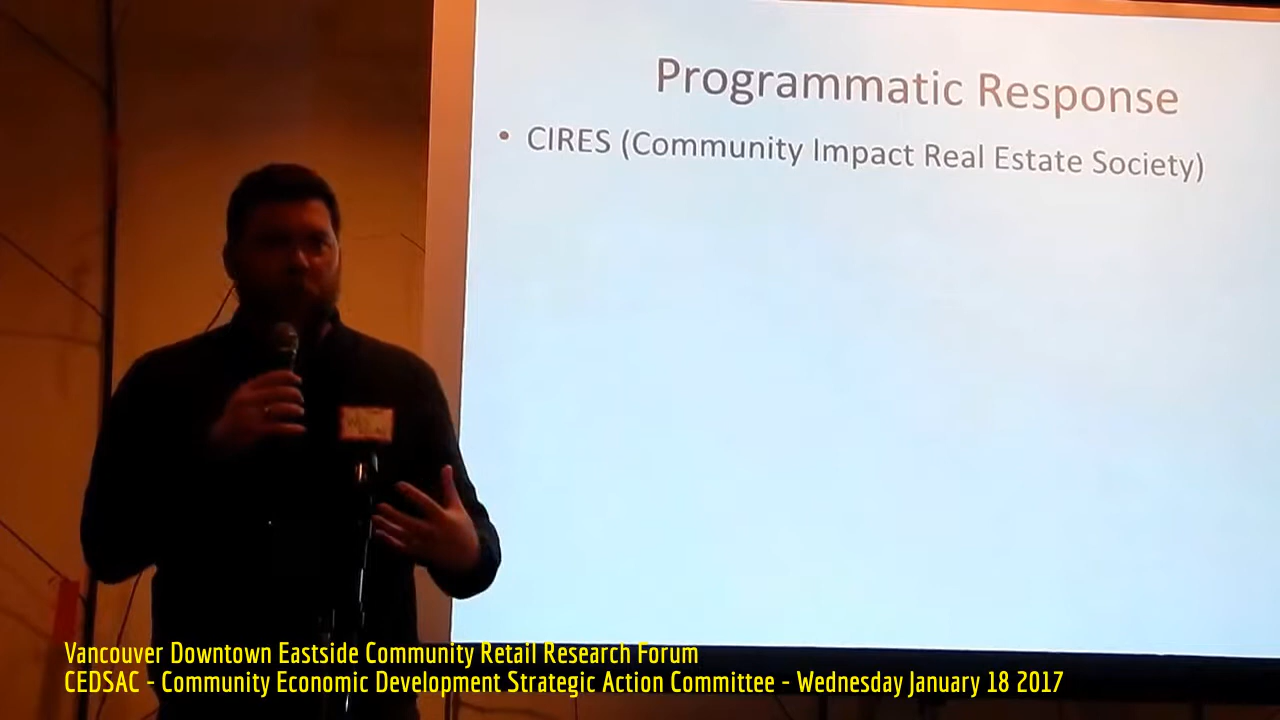 Programmatic Response
• CIRES (Community Impact Real Estate Society)
Vancouver Downtown Eastside Community Retail Research Forum
CEDSAC - Community Economic Development Strategic Action Committee - Wednesday January 18 2017